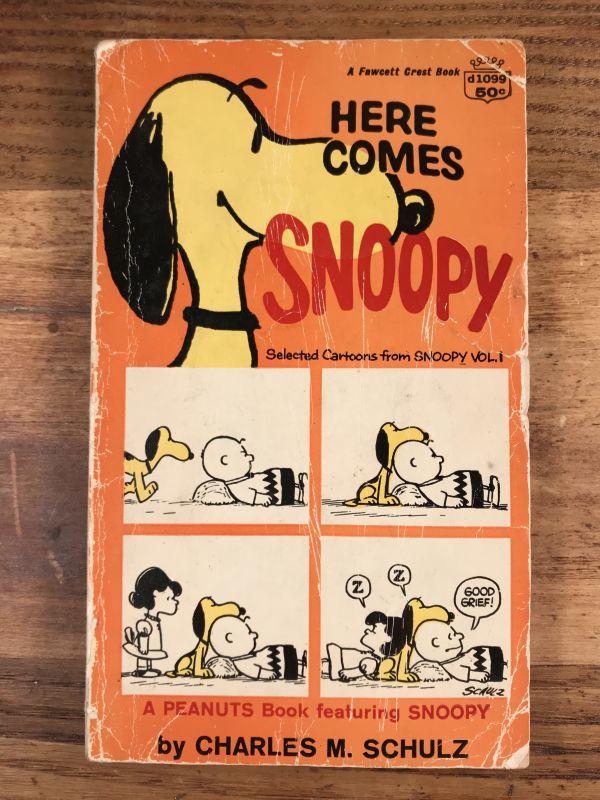 A Fawcett Crest Book
d1099
50c
HERE
COMES
SNOOPY
Selected Cartoons from SNOOPY VOL.I
Z
Z
GOOD
GRIEF!
SCHULZ
A PEANUTS Book featuring SNOOPY
by CHARLES M. SCHULZ